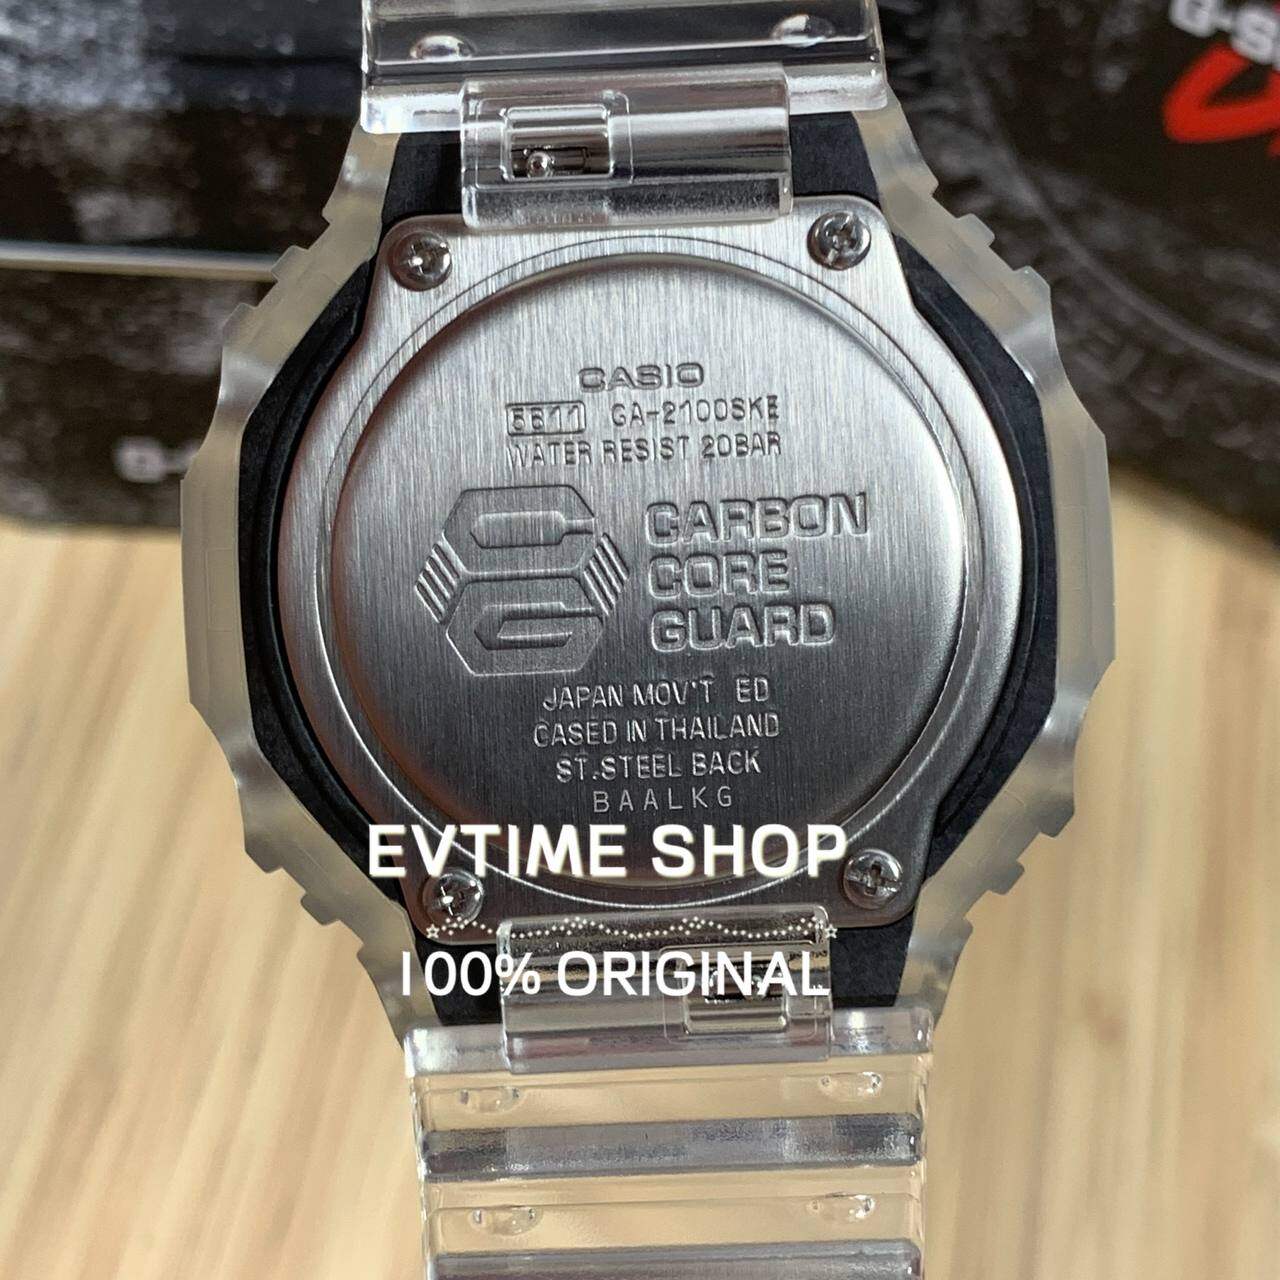 G-S
CASIO
5611 GA-2100SKE
WATER RESIST 20BAR
CARBON
CORE
GUARD
JAPAN MOV'T ED
CASED IN THAILAND
ST.STEEL BACK
BAALKG
EVTIME SHOP
100% ORIGINAL